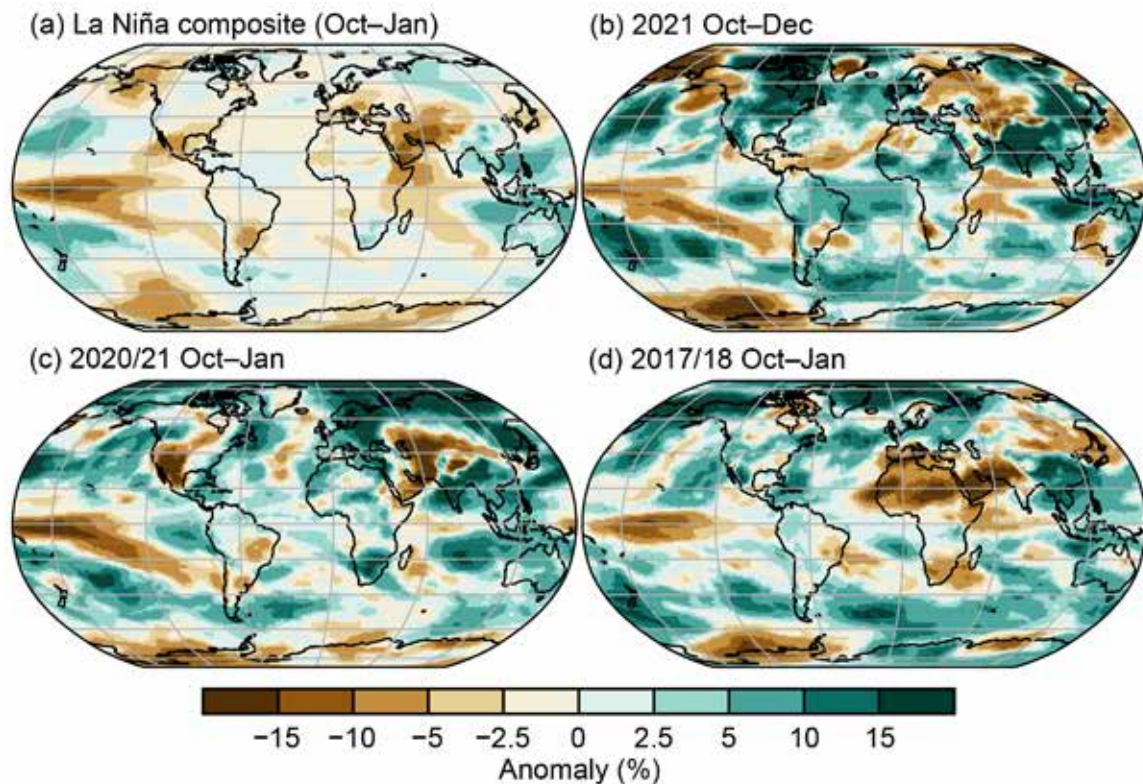 (a) La Niña composite (Oct–Jan)
(b) 2021 Oct–Dec
(c) 2020/21 Oct–Jan
(d) 2017/18 Oct–Jan
−15 −10 −5 −2.5 0 2.5 5 10 15
Anomaly (%)